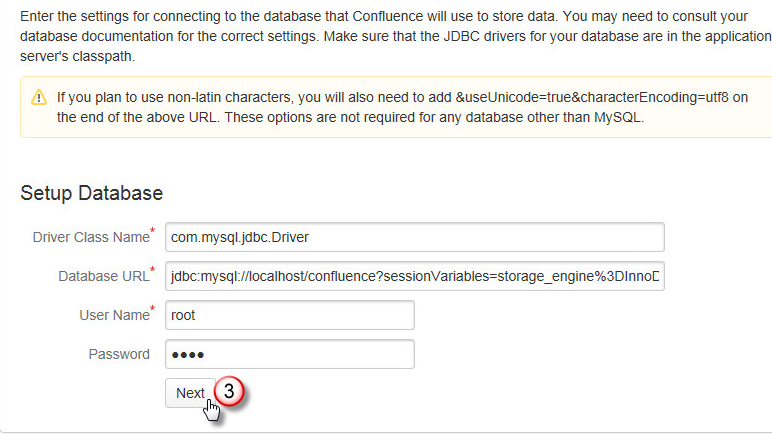 Enter the settings for connecting to the database that Confluence will use to store data. You may need to consult your
database documentation for the correct settings. Make sure that the JDBC drivers for your database are in the application
server's classpath.
If you plan to use non-latin characters, you will also need to add &useUnicode=true&characterEncoding=utf8 on
the end of the above URL. These options are not required for any database other than MySQL.
Setup Database
Driver Class Name* com.mysql.jdbc.Driver
Database URL* jdbc:mysql://localhost/confluence?sessionVariables=storage_engine%3DInnoD
User Name* root
Password ••••
Next 3